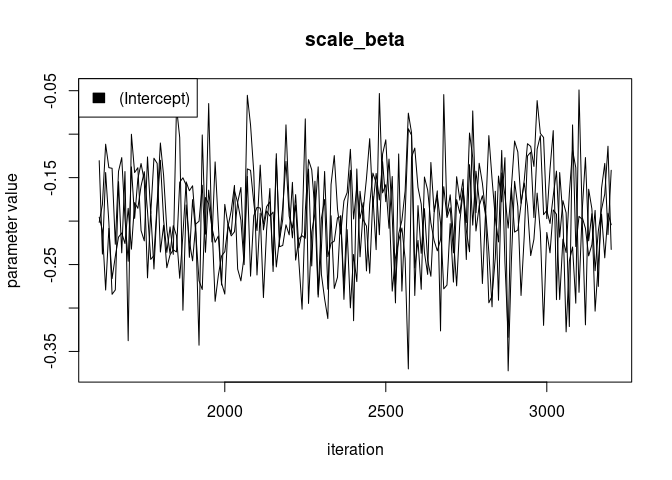 scale_beta
(Intercept)
parameter value
-0.05
-0.15
-0.25
-0.35
2000
2500
3000
iteration